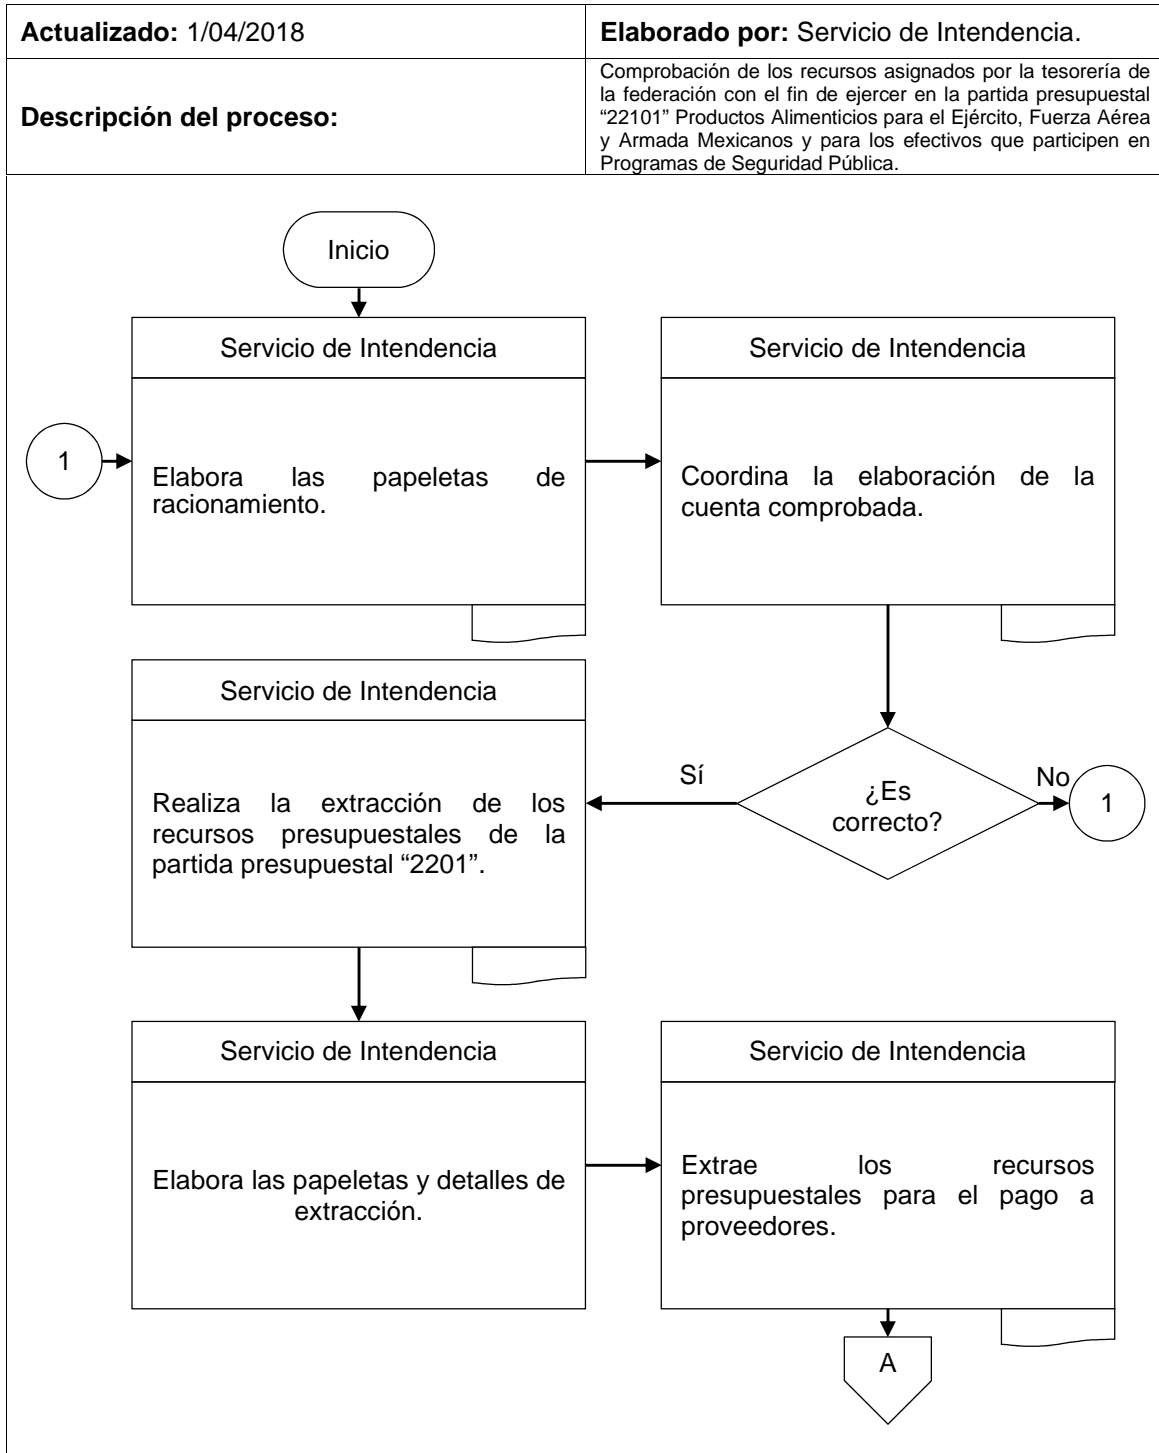 Actualizado: 1/04/2018
Elaborado por: Servicio de Intendencia.
Descripción del proceso:
Comprobación de los recursos asignados por la tesorería de
la federación con el fin de ejercer en la partida presupuestal
“22101” Productos Alimenticios para el Ejército, Fuerza Aérea
y Armada Mexicanos y para los efectivos que participen en
Programas de Seguridad Pública.
Inicio
Servicio de Intendencia
1
Elabora las papeletas de
racionamiento.
Servicio de Intendencia
Coordina la elaboración de la
cuenta comprobada.
¿Es
correcto?
No
1
Sí
Servicio de Intendencia
Realiza la extracción de los
recursos presupuestales de la
partida presupuestal “2201”.
Servicio de Intendencia
Elabora las papeletas y detalles de
extracción.
Servicio de Intendencia
Extrae los recursos
presupuestales para el pago a
proveedores.
A